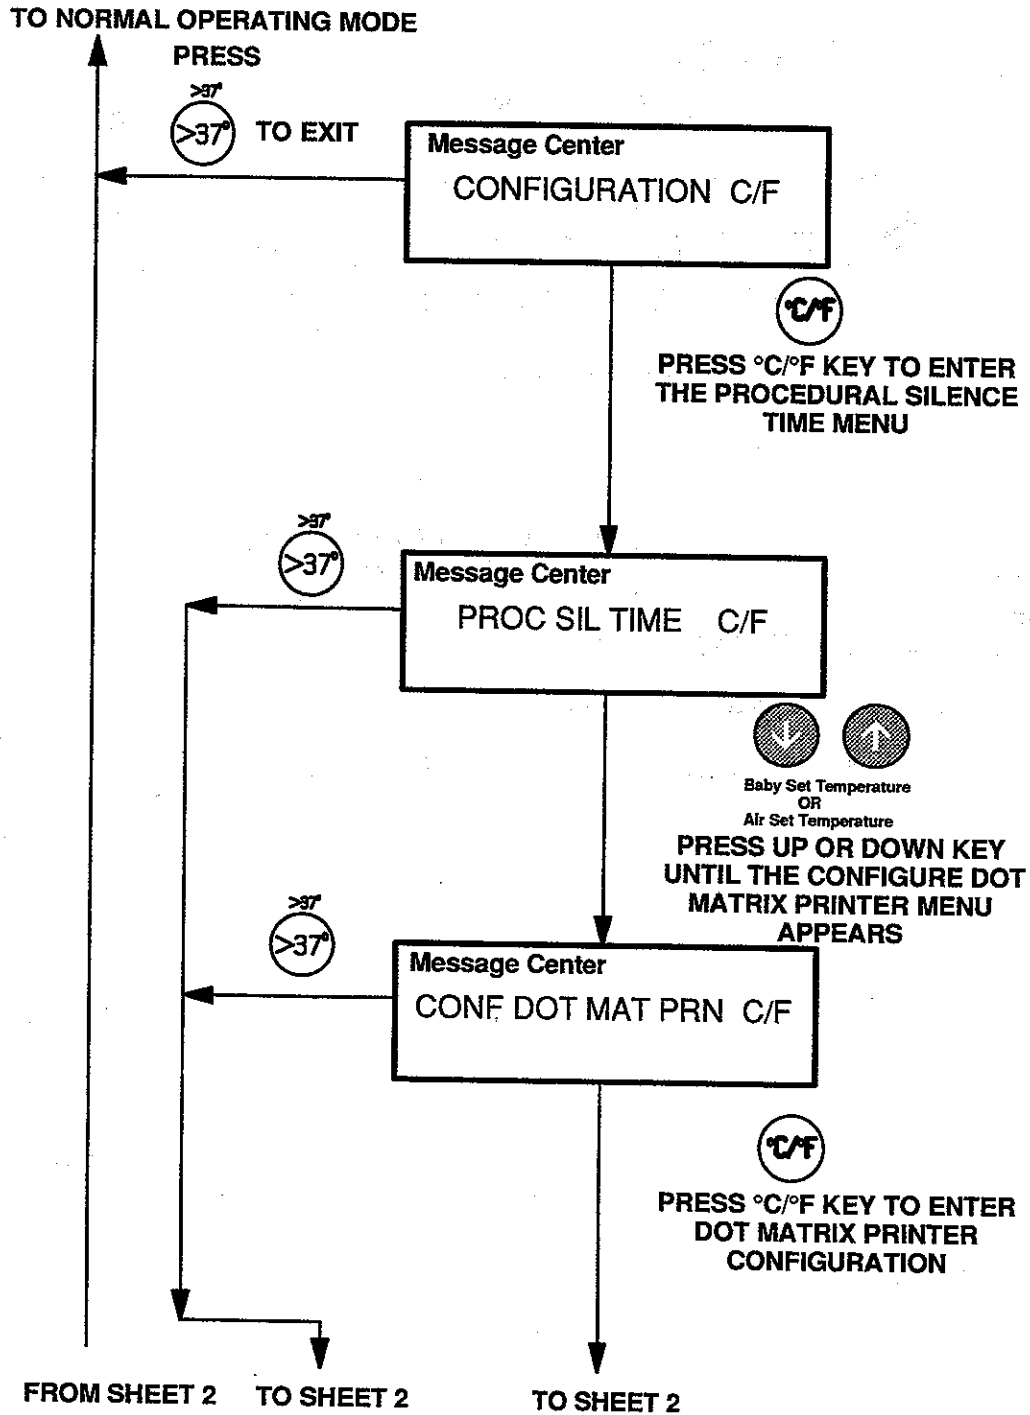 TO NORMAL OPERATING MODE
PRESS
>37°
>37°
TO EXIT
Message Center
CONFIGURATION C/F
°C/°F
PRESS °C/°F KEY TO ENTER
THE PROCEDURAL SILENCE
TIME MENU
>37°
>37°
Message Center
PROC SIL TIME C/F
Baby Set Temperature
OR
Air Set Temperature
PRESS UP OR DOWN KEY
UNTIL THE CONFIGURE DOT
MATRIX PRINTER MENU
APPEARS
>37°
>37°
Message Center
CONF DOT MAT PRN C/F
°C/°F
PRESS °C/°F KEY TO ENTER
DOT MATRIX PRINTER
CONFIGURATION
FROM SHEET 2
TO SHEET 2
TO SHEET 2